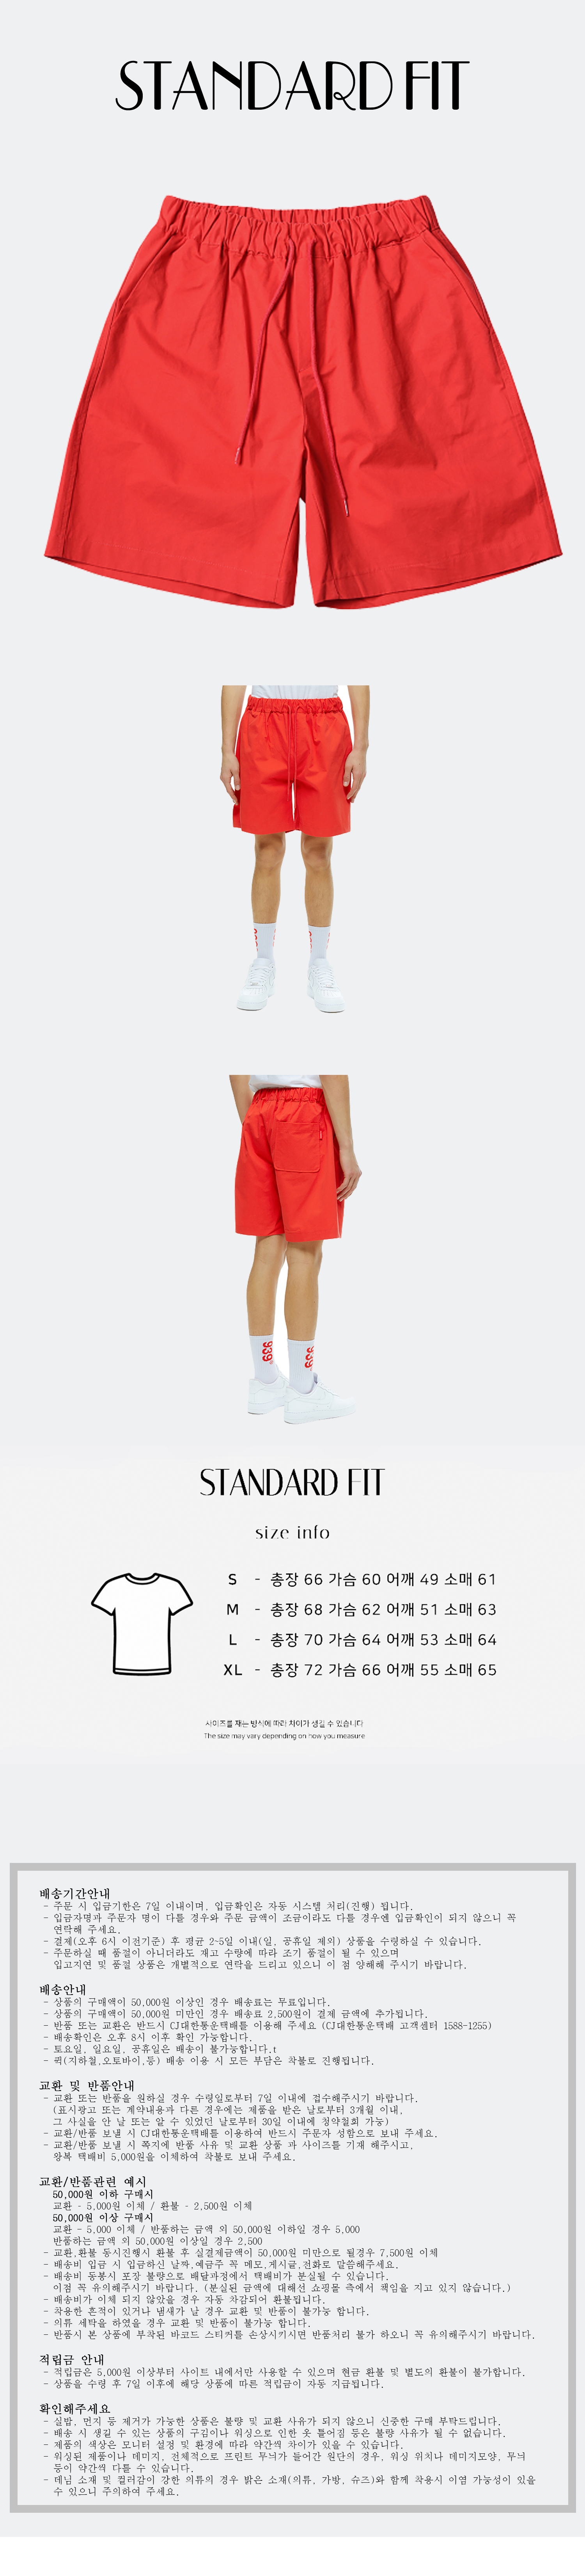 STANDARD FIT
STANDARD FIT
size info
S - 총장 66 가슴 60 어깨 49 소매 61
M - 총장 68 가슴 62 어깨 51 소매 63
L - 총장 70 가슴 64 어깨 53 소매 64
XL - 총장 72 가슴 66 어깨 55 소매 65
사이즈를 재는 방식에 따라 차이가 생길 수 있습니다
The size may vary depending on how you measure
배송기간안내
- 주문 시 입금기한은 7일 이내이며, 입금확인은 자동 시스템 처리(진행) 됩니다.
- 입금자명과 주문자 명이 다를 경우와 주문 금액이 조금이라도 다를 경우엔 입금확인이 되지 않으니 꼭
연락해 주세요.
- 결제(오후 6시 이전기준) 후 평균 2~5일 이내(일, 공휴일 제외) 상품을 수령하실 수 있습니다.
- 주문하실 때 품절이 아니더라도 재고 수량에 따라 조기 품절이 될 수 있으며
입고지연 및 품절 상품은 개별적으로 연락을 드리고 있으니 이 점 양해해 주시기 바랍니다.
배송안내
- 상품의 구매액이 50,000원 이상인 경우 배송료는 무료입니다.
- 상품의 구매액이 50,000원 미만인 경우 배송료 2,500원이 결제 금액에 추가됩니다.
- 반품 또는 교환은 반드시 CJ대한통운택배를 이용해 주세요 (CJ대한통운택배 고객센터 1588-1255)
- 배송확인은 오후 8시 이후 확인 가능합니다.
- 토요일, 일요일, 공휴일은 배송이 불가능합니다.t
- 퀵(지하철,오토바이,등) 배송 이용 시 모든 부담은 착불로 진행됩니다.
교환 및 반품안내
- 교환 또는 반품을 원하실 경우 수령일로부터 7일 이내에 접수해주시기 바랍니다.
(표시광고 또는 계약내용과 다른 경우에는 제품을 받은 날로부터 3개월 이내,
그 사실을 안 날 또는 알 수 있었던 날로부터 30일 이내에 청약철회 가능)
- 교환/반품 보낼 시 CJ대한통운택배를 이용하여 반드시 주문자 성함으로 보내 주세요.
- 교환/반품 보낼 시 쪽지에 반품 사유 및 교환 상품 과 사이즈를 기재 해주시고,
왕복 택배비 5,000원을 이체하여 착불로 보내 주세요.
교환/반품관련 예시
50,000원 이하 구매시
교환 - 5,000원 이체 / 환불 - 2,500원 이체
50,000원 이상 구매시
교환 - 5,000 이체 / 반품하는 금액 외 50,000원 이하일 경우 5,000
반품하는 금액 외 50,000원 이상일 경우 2,500
- 교환,환불 동시진행시 환불 후 실결제금액이 50,000원 미만으로 될경우 7,500원 이체
- 배송비 입금 시 입금하신 날짜,예금주 꼭 메모,게시글,전화로 말씀해주세요.
- 배송비 동봉시 포장 불량으로 배달과정에서 택배비가 분실될 수 있습니다.
이점 꼭 유의해주시기 바랍니다. (분실된 금액에 대해선 쇼핑몰 측에서 책임을 지고 있지 않습니다.)
- 배송비가 이체 되지 않았을 경우 자동 차감되어 환불됩니다.
- 착용한 흔적이 있거나 냄새가 날 경우 교환 및 반품이 불가능 합니다.
- 의류 세탁을 하였을 경우 교환 및 반품이 불가능 합니다.
- 반품시 본 상품에 부착된 바코드 스티커를 손상시키시면 반품처리 불가 하오니 꼭 유의해주시기 바랍니다.
적립금 안내
- 적립금은 5,000원 이상부터 사이트 내에서만 사용할 수 있으며 현금 환불 및 별도의 환불이 불가합니다.
- 상품을 수령 후 7일 이후에 해당 상품에 따른 적립금이 자동 지급됩니다.
확인해주세요
- 실밥, 먼지 등 제거가 가능한 상품은 불량 및 교환 사유가 되지 않으니 신중한 구매 부탁드립니다.
- 배송 시 생길 수 있는 상품의 구김이나 워싱으로 인한 옷 틀어짐 등은 불량 사유가 될 수 없습니다.
- 제품의 색상은 모니터 설정 및 환경에 따라 약간씩 차이가 있을 수 있습니다.
- 워싱된 제품이나 데미지, 전체적으로 프린트 무늬가 들어간 원단의 경우, 워싱 위치나 데미지모양, 무늬
등이 약간씩 다를 수 있습니다.
- 데님 소재 및 컬러감이 강한 의류의 경우 밝은 소재(의류, 가방, 슈즈)와 함께 착용시 이염 가능성이 있을
수 있으니 주의하여 주세요.